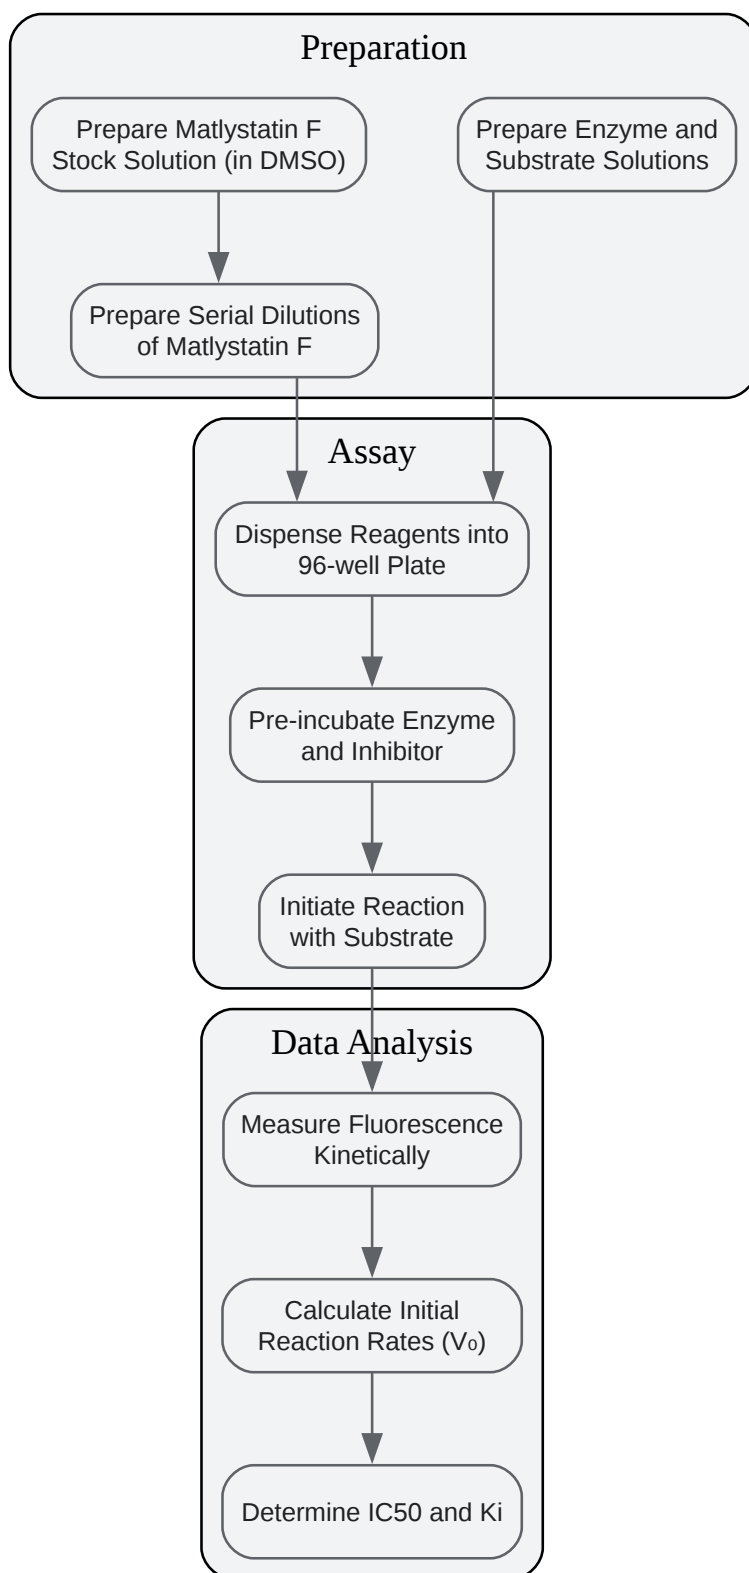 Preparation
Prepare Matlystatin F
Stock Solution (in DMSO)
Prepare Enzyme and
Substrate Solutions
Prepare Serial Dilutions
of Matlystatin F
Assay
Dispense Reagents into
96-well Plate
Pre-incubate Enzyme
and Inhibitor
Initiate Reaction
with Substrate
Data Analysis
Measure Fluorescence
Kinetically
Calculate Initial
Reaction Rates (V₀)
Determine IC50 and Ki